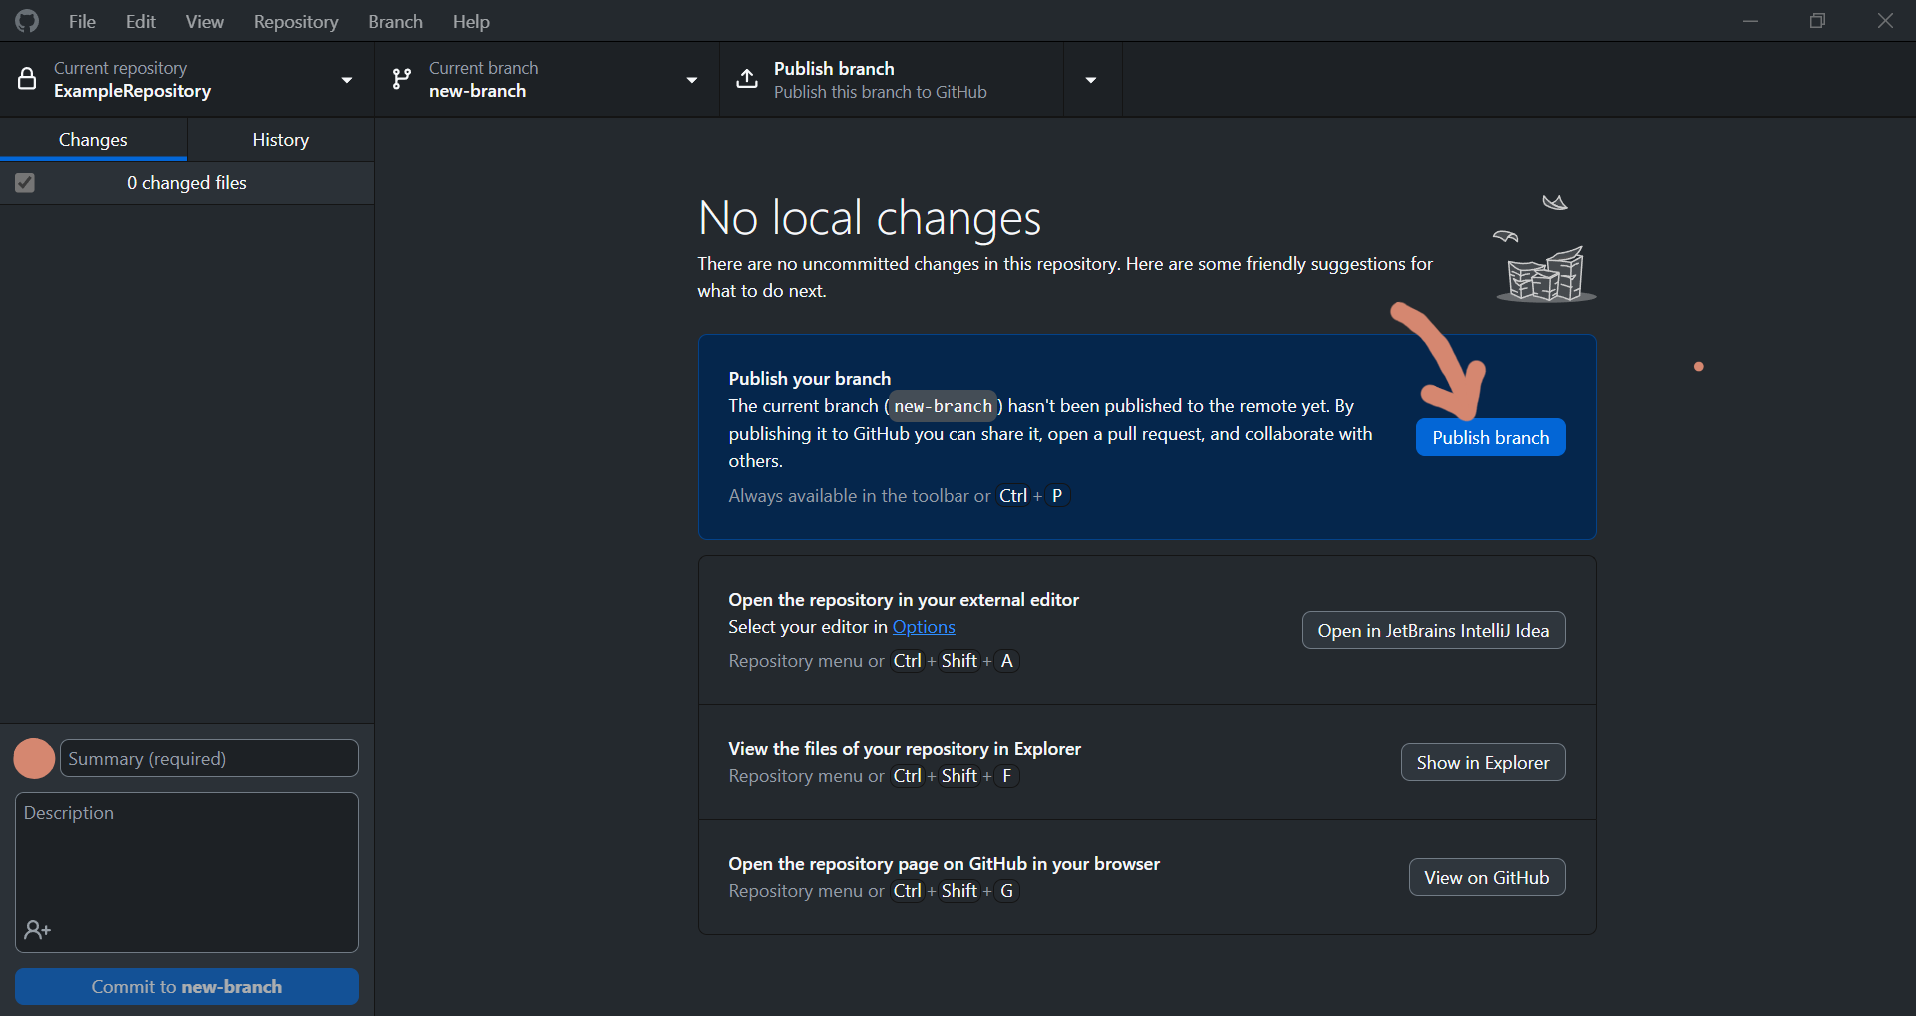 File Edit View Repository Branch Help
Current repository
ExampleRepository
Current branch
new-branch
Publish branch
Publish this branch to GitHub
Changes
History
0 changed files
No local changes
There are no uncommitted changes in this repository. Here are some friendly suggestions for
what to do next.
Publish your branch
The current branch (new-branch) hasn't been published to the remote yet. By
publishing it to GitHub you can share it, open a pull request, and collaborate with
others.
Always available in the toolbar or Ctrl + P
Publish branch
Open the repository in your external editor
Select your editor in Options
Repository menu or Ctrl + Shift + A
Open in JetBrains IntelliJ Idea
View the files of your repository in Explorer
Repository menu or Ctrl + Shift + F
Show in Explorer
Open the repository page on GitHub in your browser
Repository menu or Ctrl + Shift + G
View on GitHub
Summary (required)
Description
Commit to new-branch